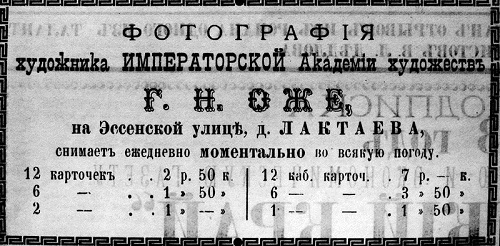 ФОТОГРАФІЯ
художника ИМПЕРАТОРСКОЙ Академіи художествъ
Г. Н. ОЖЕ,
на Эссенской улицѣ, д. ЛАКТАЕВА,
снимаетъ ежедневно моментально во всякую погоду.
12 карточекъ . 2 р. 50 к. 12 каб. карточ. 7 р. — к.
6 — . 1 » 50 » 6 — . 3 » 50 »
2 — . 1 » — » 1 — . 1 » 50 »